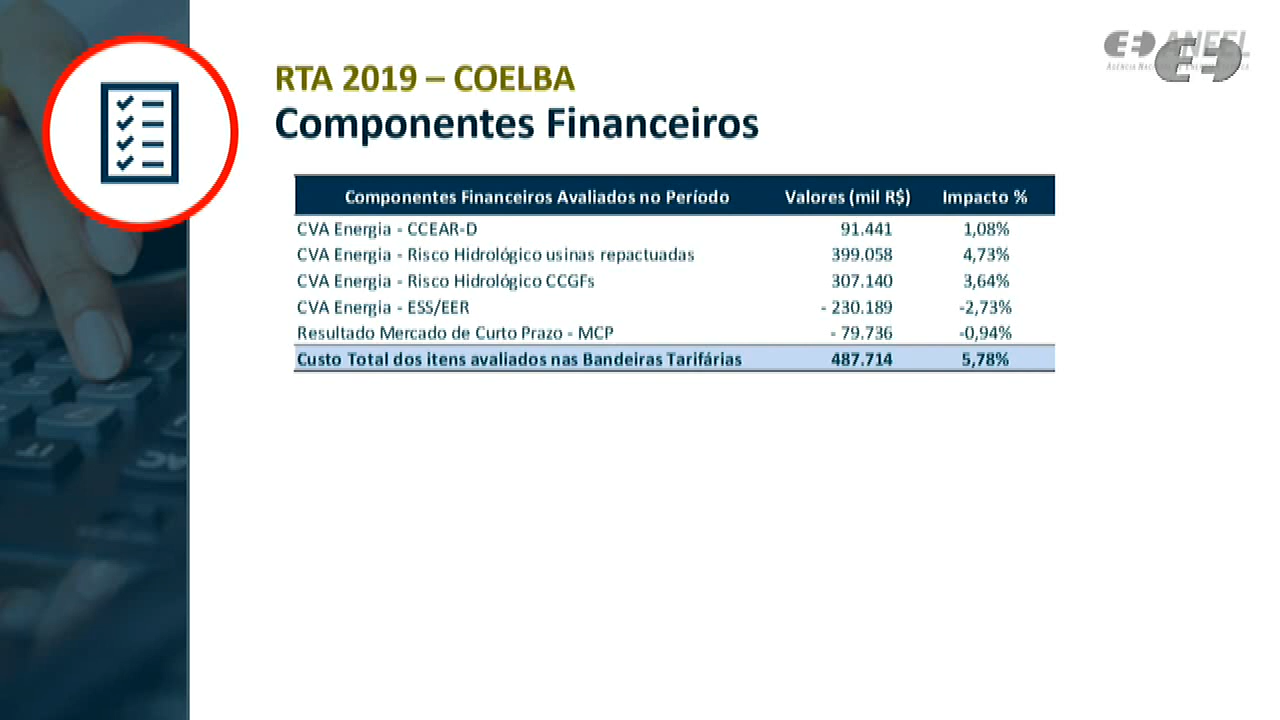 ANEEL
RTA 2019 – COELBA
Componentes Financeiros
Componentes Financeiros Avaliados no Período Valores (mil R$) Impacto %
CVA Energia - CCEAR-D 91.441 1,08%
CVA Energia - Risco Hidrológico usinas repactuadas 399.058 4,73%
CVA Energia - Risco Hidrológico CCGFs 307.140 3,64%
CVA Energia - ESS/EER - 230.189 -2,73%
Resultado Mercado de Curto Prazo - MCP - 79.736 -0,94%
Custo Total dos itens avaliados nas Bandeiras Tarifárias 487.714 5,78%